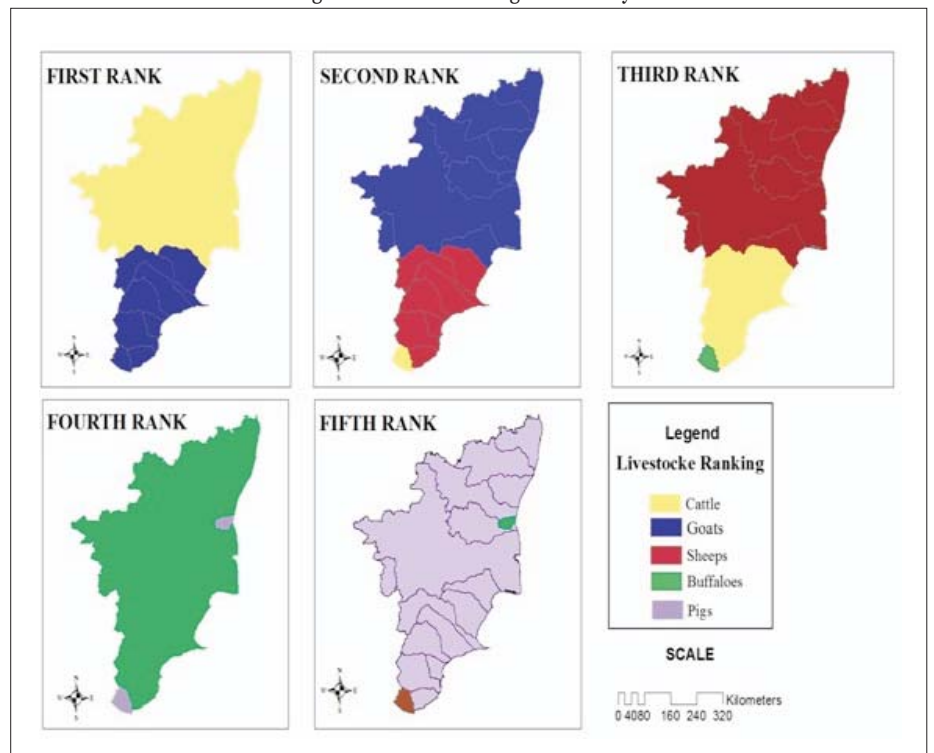 FIRST RANK
SECOND RANK
THIRD RANK
N
W
E
S
N
W
E
S
N
W
E
S
FOURTH RANK
FIFTH RANK
Legend
Livestocke Ranking
Cattle
Goats
Sheeps
Buffaloes
Pigs
N
W
E
S
N
W
E
S
SCALE
Kilometers
0 40 80 160 240 320